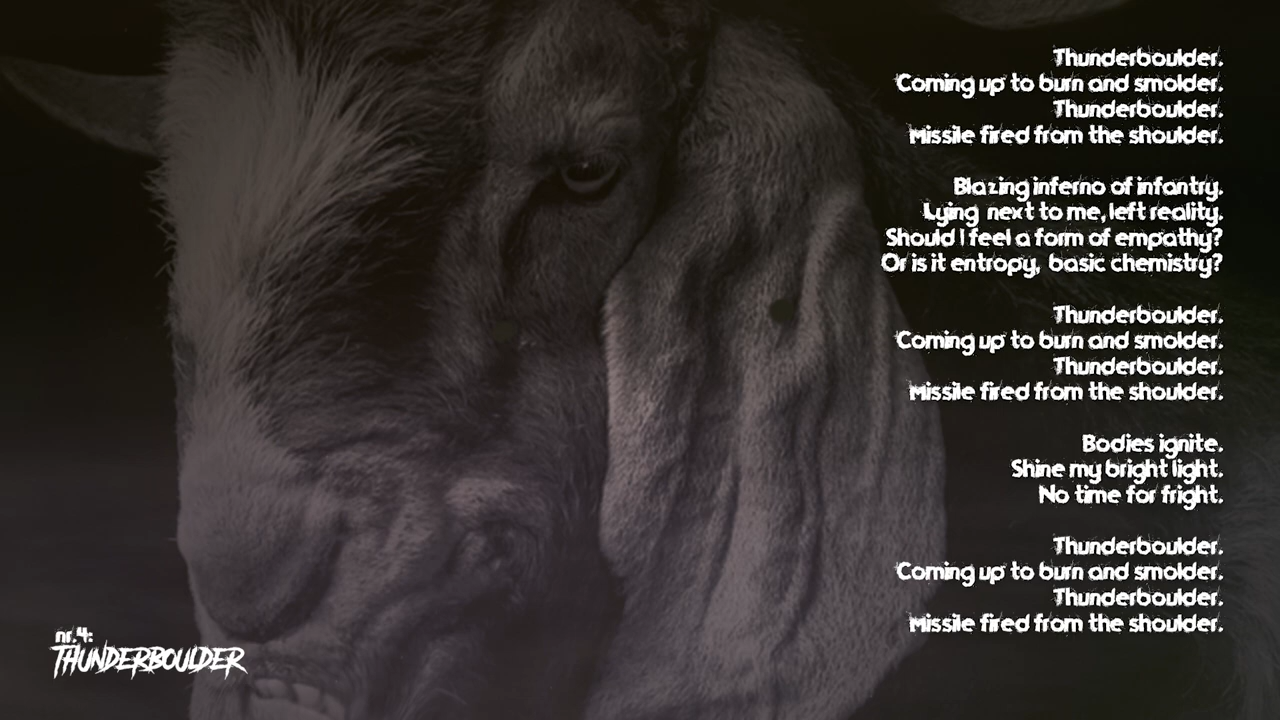 Thunderboulder.
Coming up to burn and smolder.
Thunderboulder.
Missile fired from the shoulder.
Blazing inferno of infantry.
Lying next to me, left reality.
Should I feel a form of empathy?
Or is it entropy, basic chemistry?
Thunderboulder.
Coming up to burn and smolder.
Thunderboulder.
Missile fired from the shoulder.
Bodies ignite.
Shine my bright light.
No time for fright.
Thunderboulder.
Coming up to burn and smolder.
Thunderboulder.
Missile fired from the shoulder.
nr.4:
THUNDERBOULDER